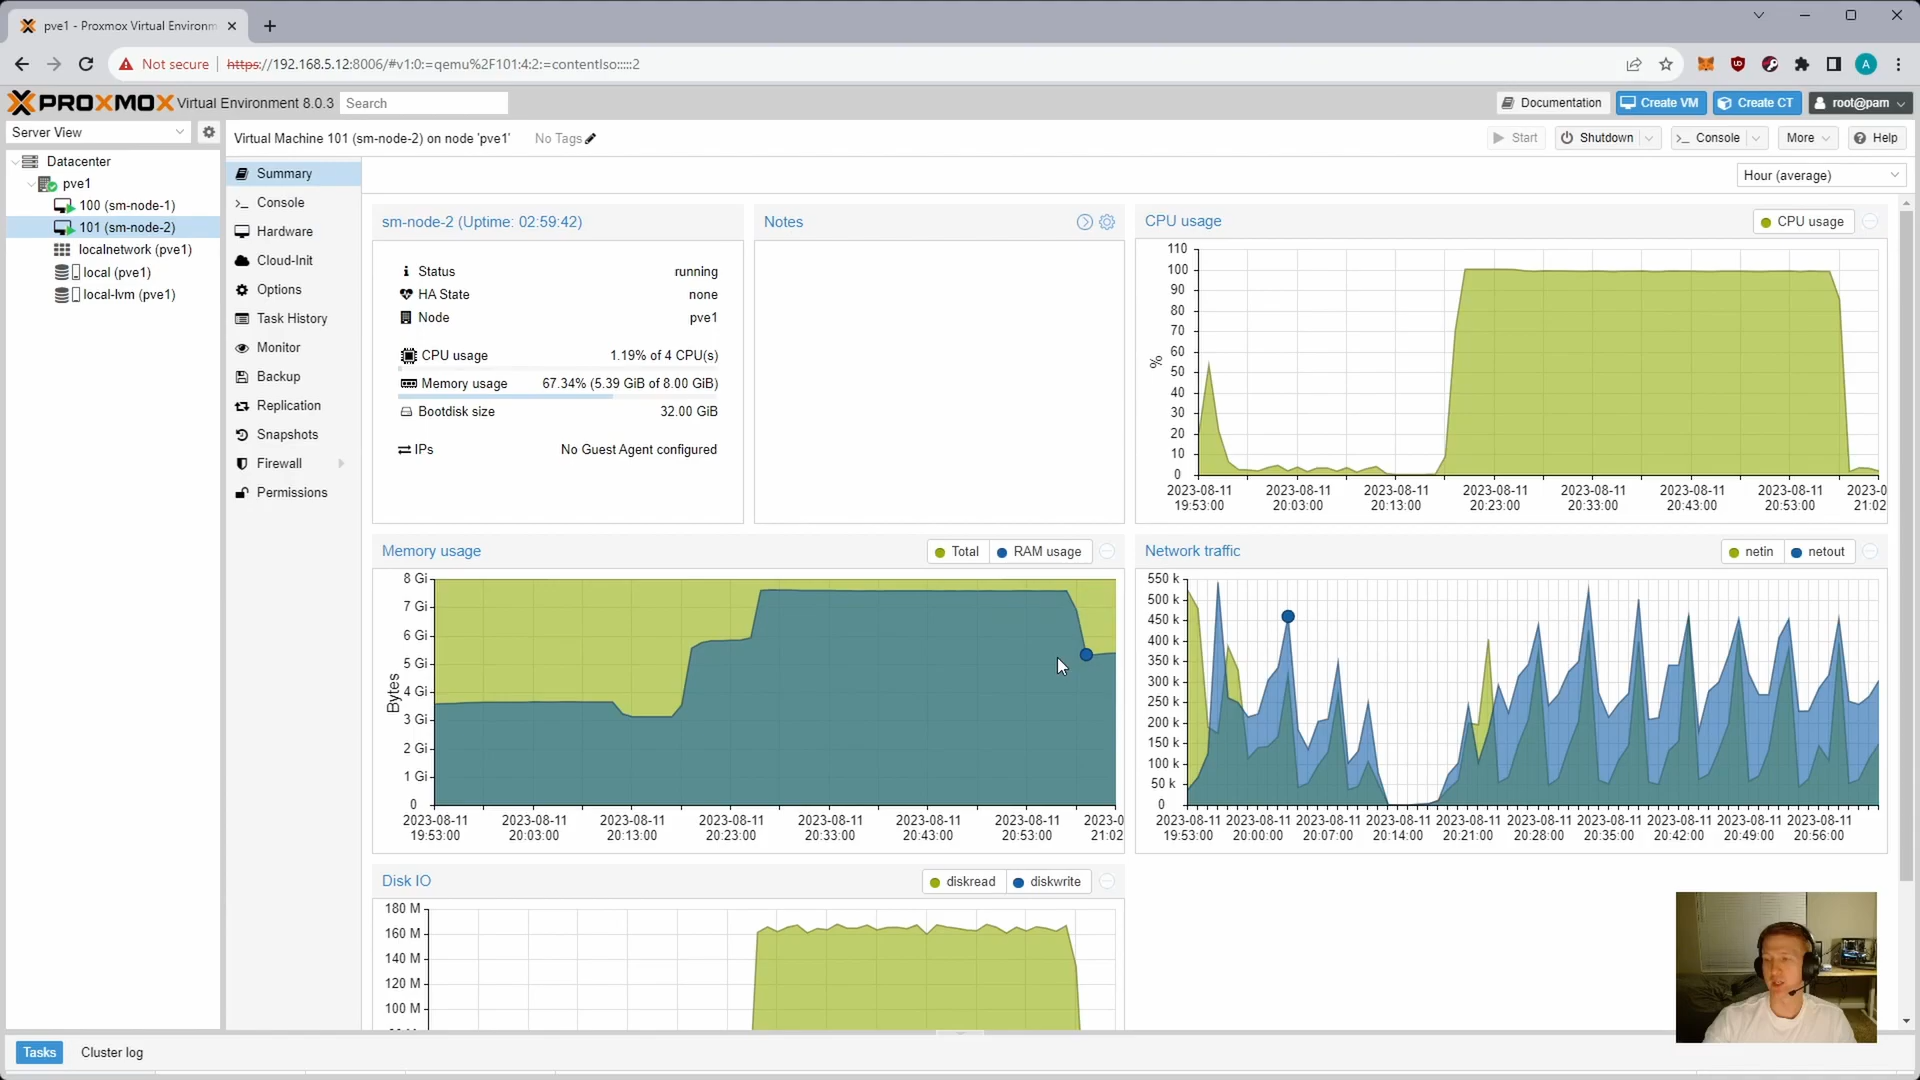 pve1 - Proxmox Virtual Environm
Not secure
https://192.168.5.12:8006/#v1:0:=qemu%2F101:4:2:=contentIso:::::2
A
PROXMOX Virtual Environment 8.0.3
Search
Documentation
Create VM
Create CT
root@pam
Server View
Virtual Machine 101 (sm-node-2) on node 'pve1'
No Tags
Start
Shutdown
Console
More
Help
Datacenter
pve1
100 (sm-node-1)
101 (sm-node-2)
localnetwork (pve1)
local (pve1)
local-lvm (pve1)
Summary
Console
Hardware
Cloud-Init
Options
Task History
Monitor
Backup
Replication
Snapshots
Firewall
Permissions
Hour (average)
sm-node-2 (Uptime: 02:59:42)
Status running
HA State none
Node pve1
CPU usage 1.19% of 4 CPU(s)
Memory usage 67.34% (5.39 GiB of 8.00 GiB)
Bootdisk size 32.00 GiB
IPs No Guest Agent configured
Notes
CPU usage
CPU usage
110
100
90
80
70
60
50
40
30
20
10
0
%
2023-08-11 2023-08-11 2023-08-11 2023-08-11 2023-08-11 2023-08-11 2023-08-11 2023-0
19:53:00 20:03:00 20:13:00 20:23:00 20:33:00 20:43:00 20:53:00 21:02
Memory usage
Total
RAM usage
8 Gi
7 Gi
6 Gi
5 Gi
4 Gi
3 Gi
2 Gi
1 Gi
0
Bytes
2023-08-11 2023-08-11 2023-08-11 2023-08-11 2023-08-11 2023-08-11 2023-08-11 2023-0
19:53:00 20:03:00 20:13:00 20:23:00 20:33:00 20:43:00 20:53:00 21:02
Network traffic
netin
netout
550 k
500 k
450 k
400 k
350 k
300 k
250 k
200 k
150 k
100 k
50 k
0
2023-08-11 2023-08-11 2023-08-11 2023-08-11 2023-08-11 2023-08-11 2023-08-11 2023-08-11 2023-08-11 2023-08-11
19:53:00 20:00:00 20:07:00 20:14:00 20:21:00 20:28:00 20:35:00 20:42:00 20:49:00 20:56:00
Disk IO
diskread
diskwrite
180 M
160 M
140 M
120 M
100 M
Tasks
Cluster log